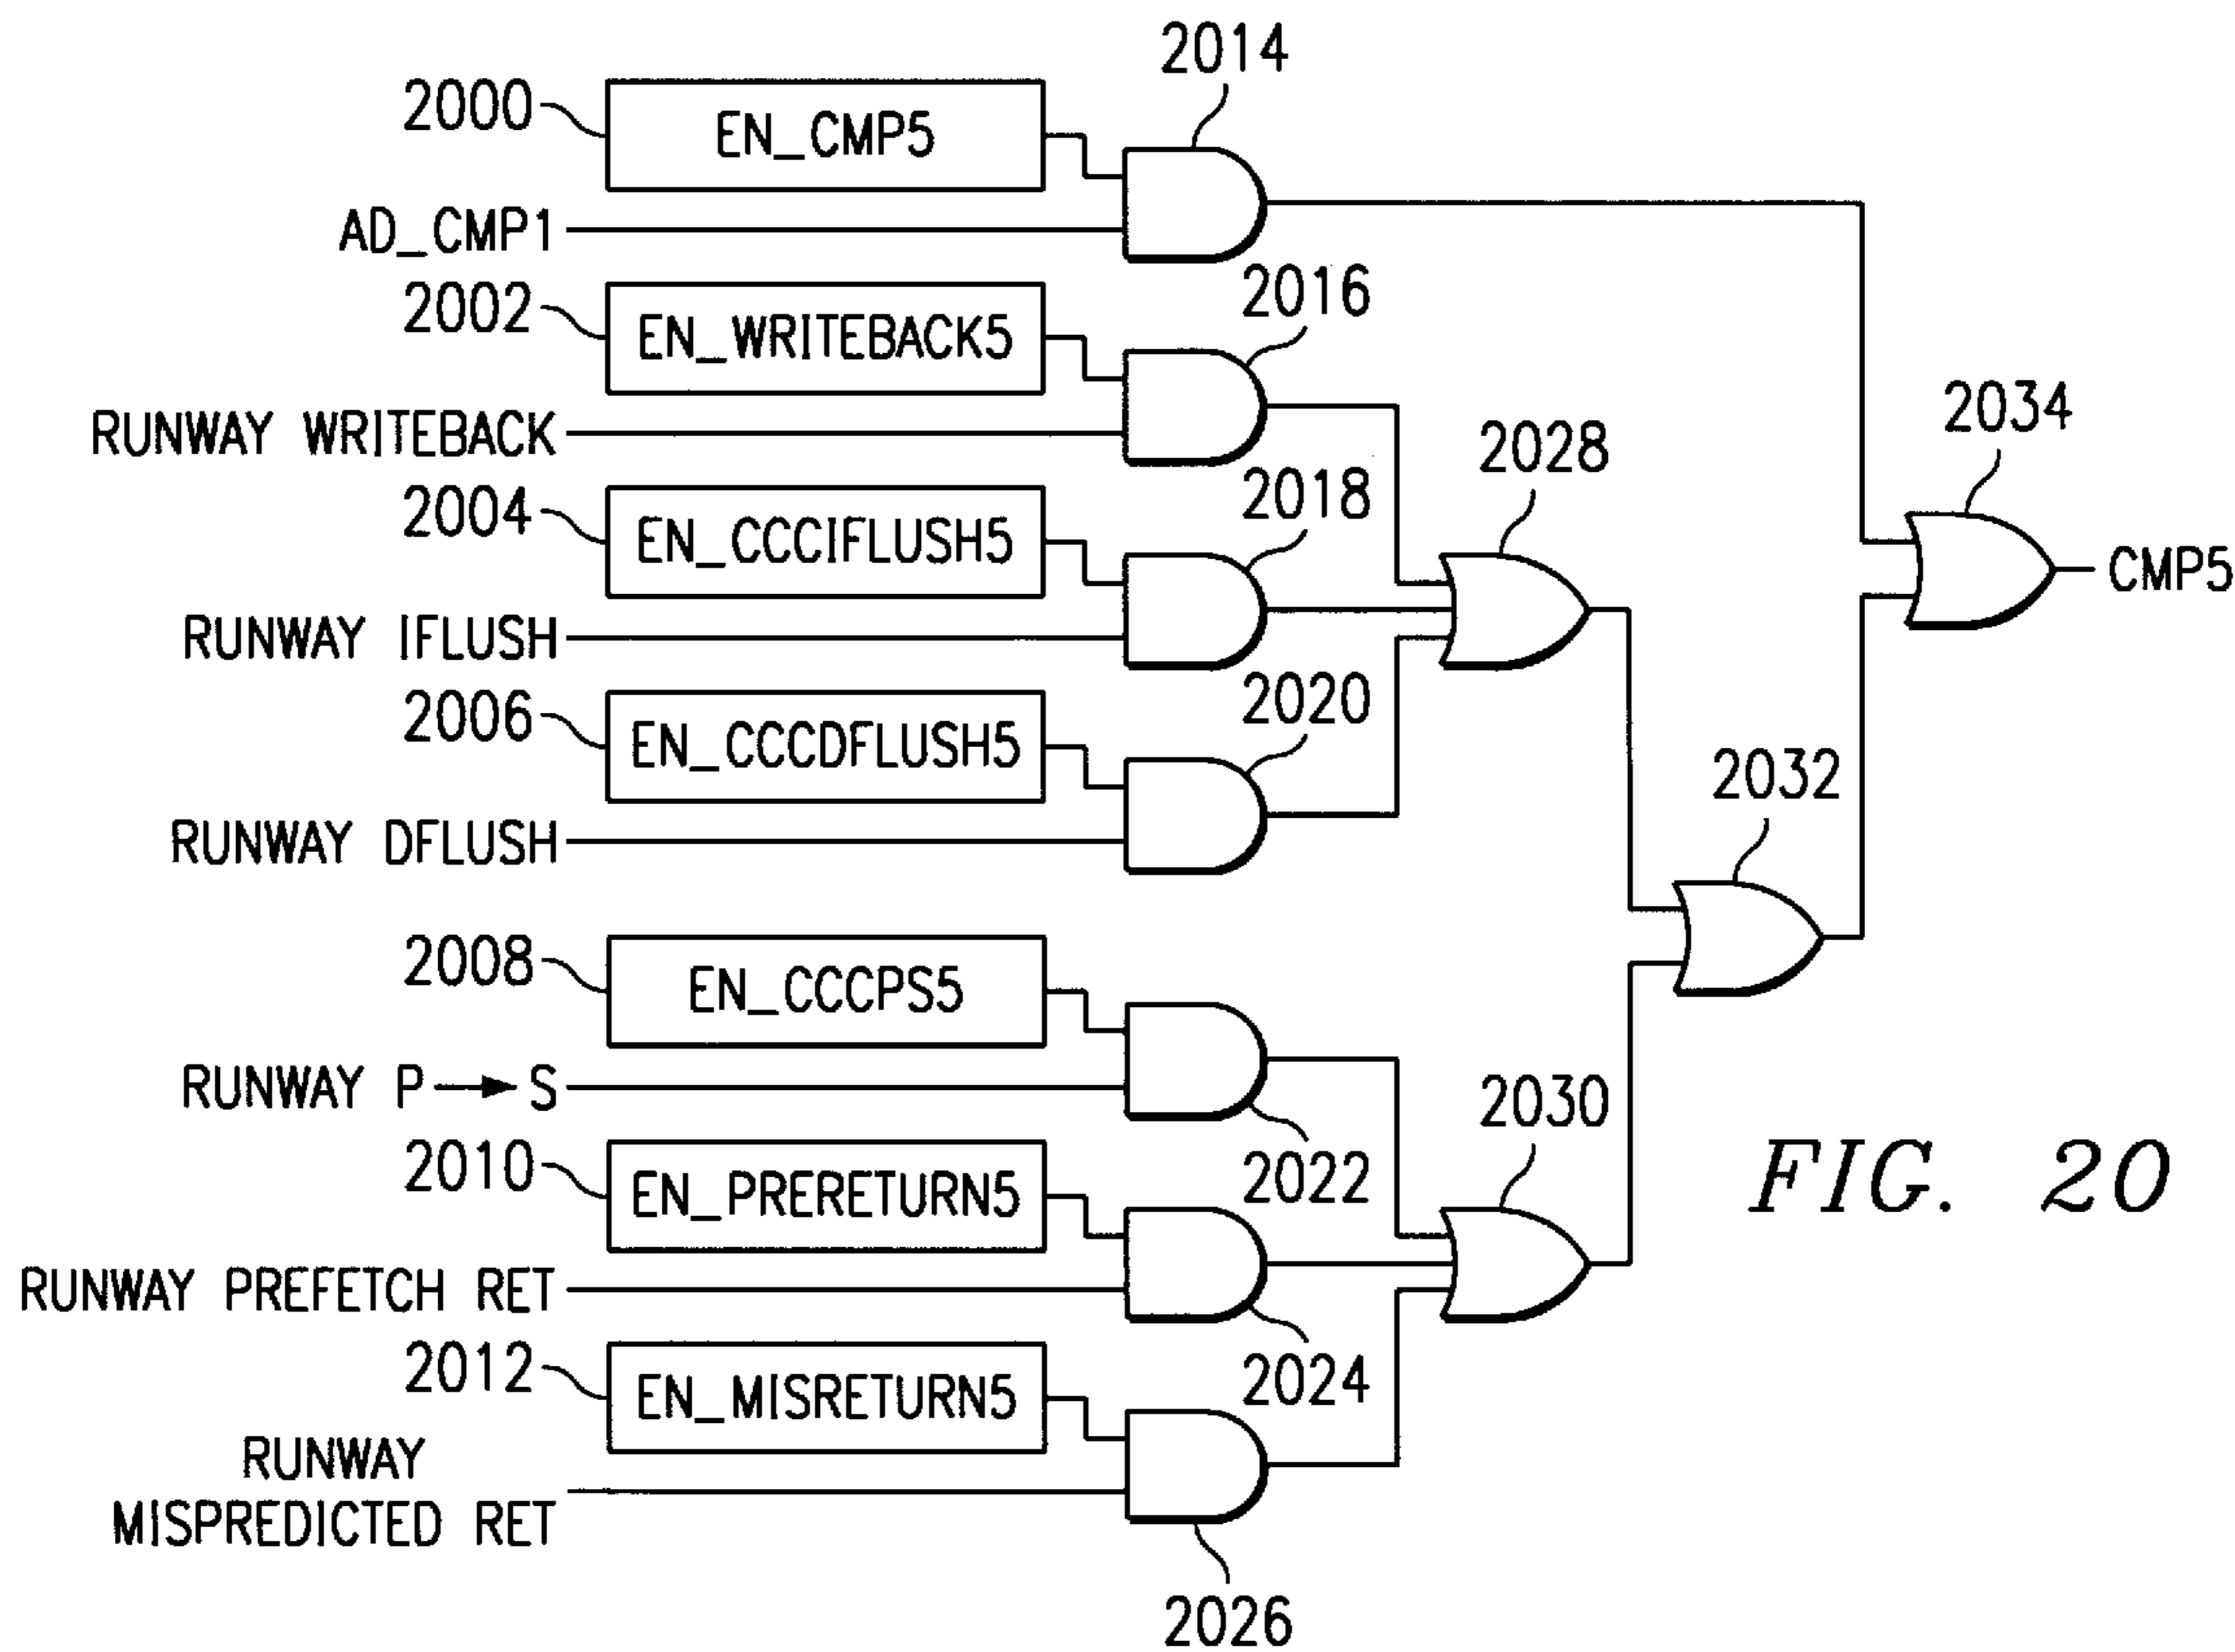 2014
2000
EN_CMP5
AD_CMP1
2016
2002
EN_WRITEBACK5
2034
RUNWAY WRITEBACK
2028
2018
2004
EN_CCCIFLUSH5
CMP5
RUNWAY IFLUSH
2020
2006
EN_CCCDFLUSH5
2032
RUNWAY DFLUSH
2008
EN_CCCPS5
RUNWAY P → S
2030
2010
EN_PRERETURN5
2022
FIG. 20
RUNWAY PREFETCH RET
2012
EN_MISRETURN5
2024
RUNWAY
MISPREDICTED RET
2026